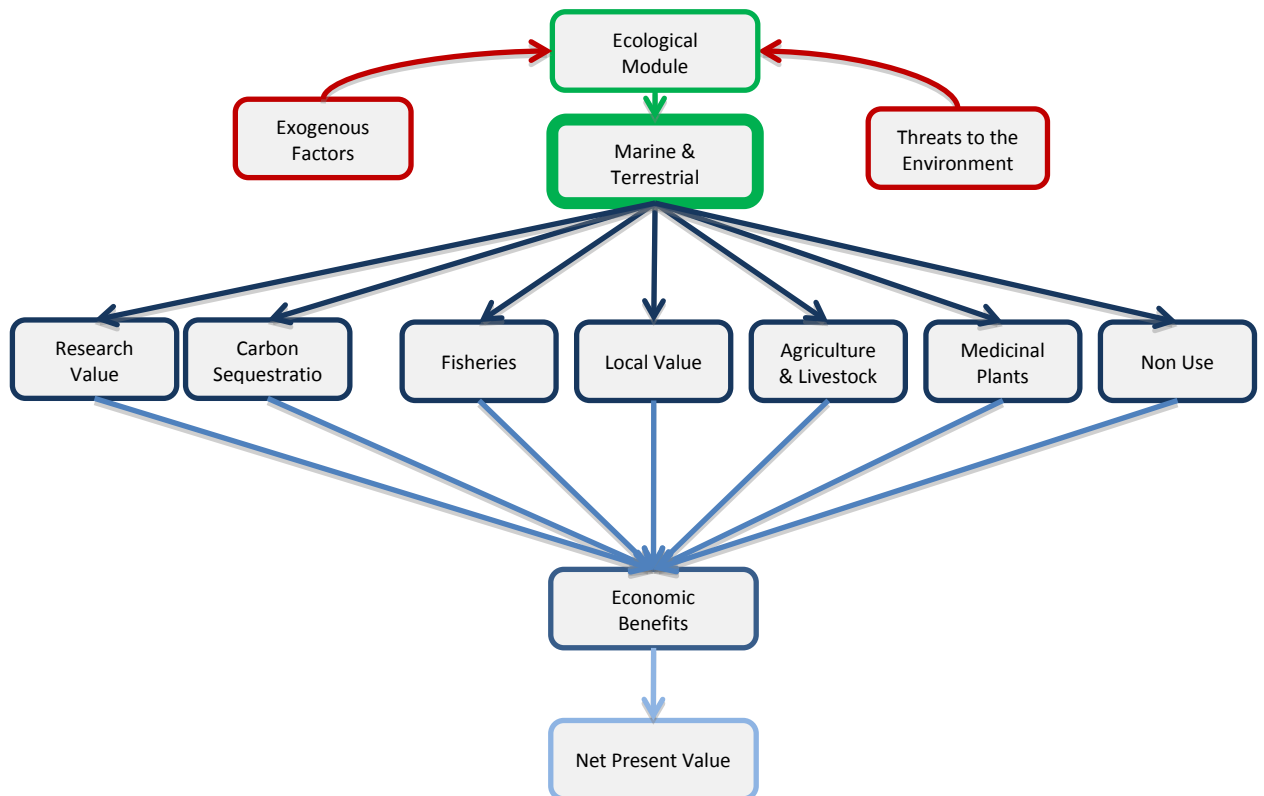 Ecological
Module
Exogenous
Factors
Threats to the
Environment
Marine &
Terrestrial
Research
Value
Carbon
Sequestratio
Fisheries
Local Value
Agriculture
& Livestock
Medicinal
Plants
Non Use
Economic
Benefits
Net Present Value